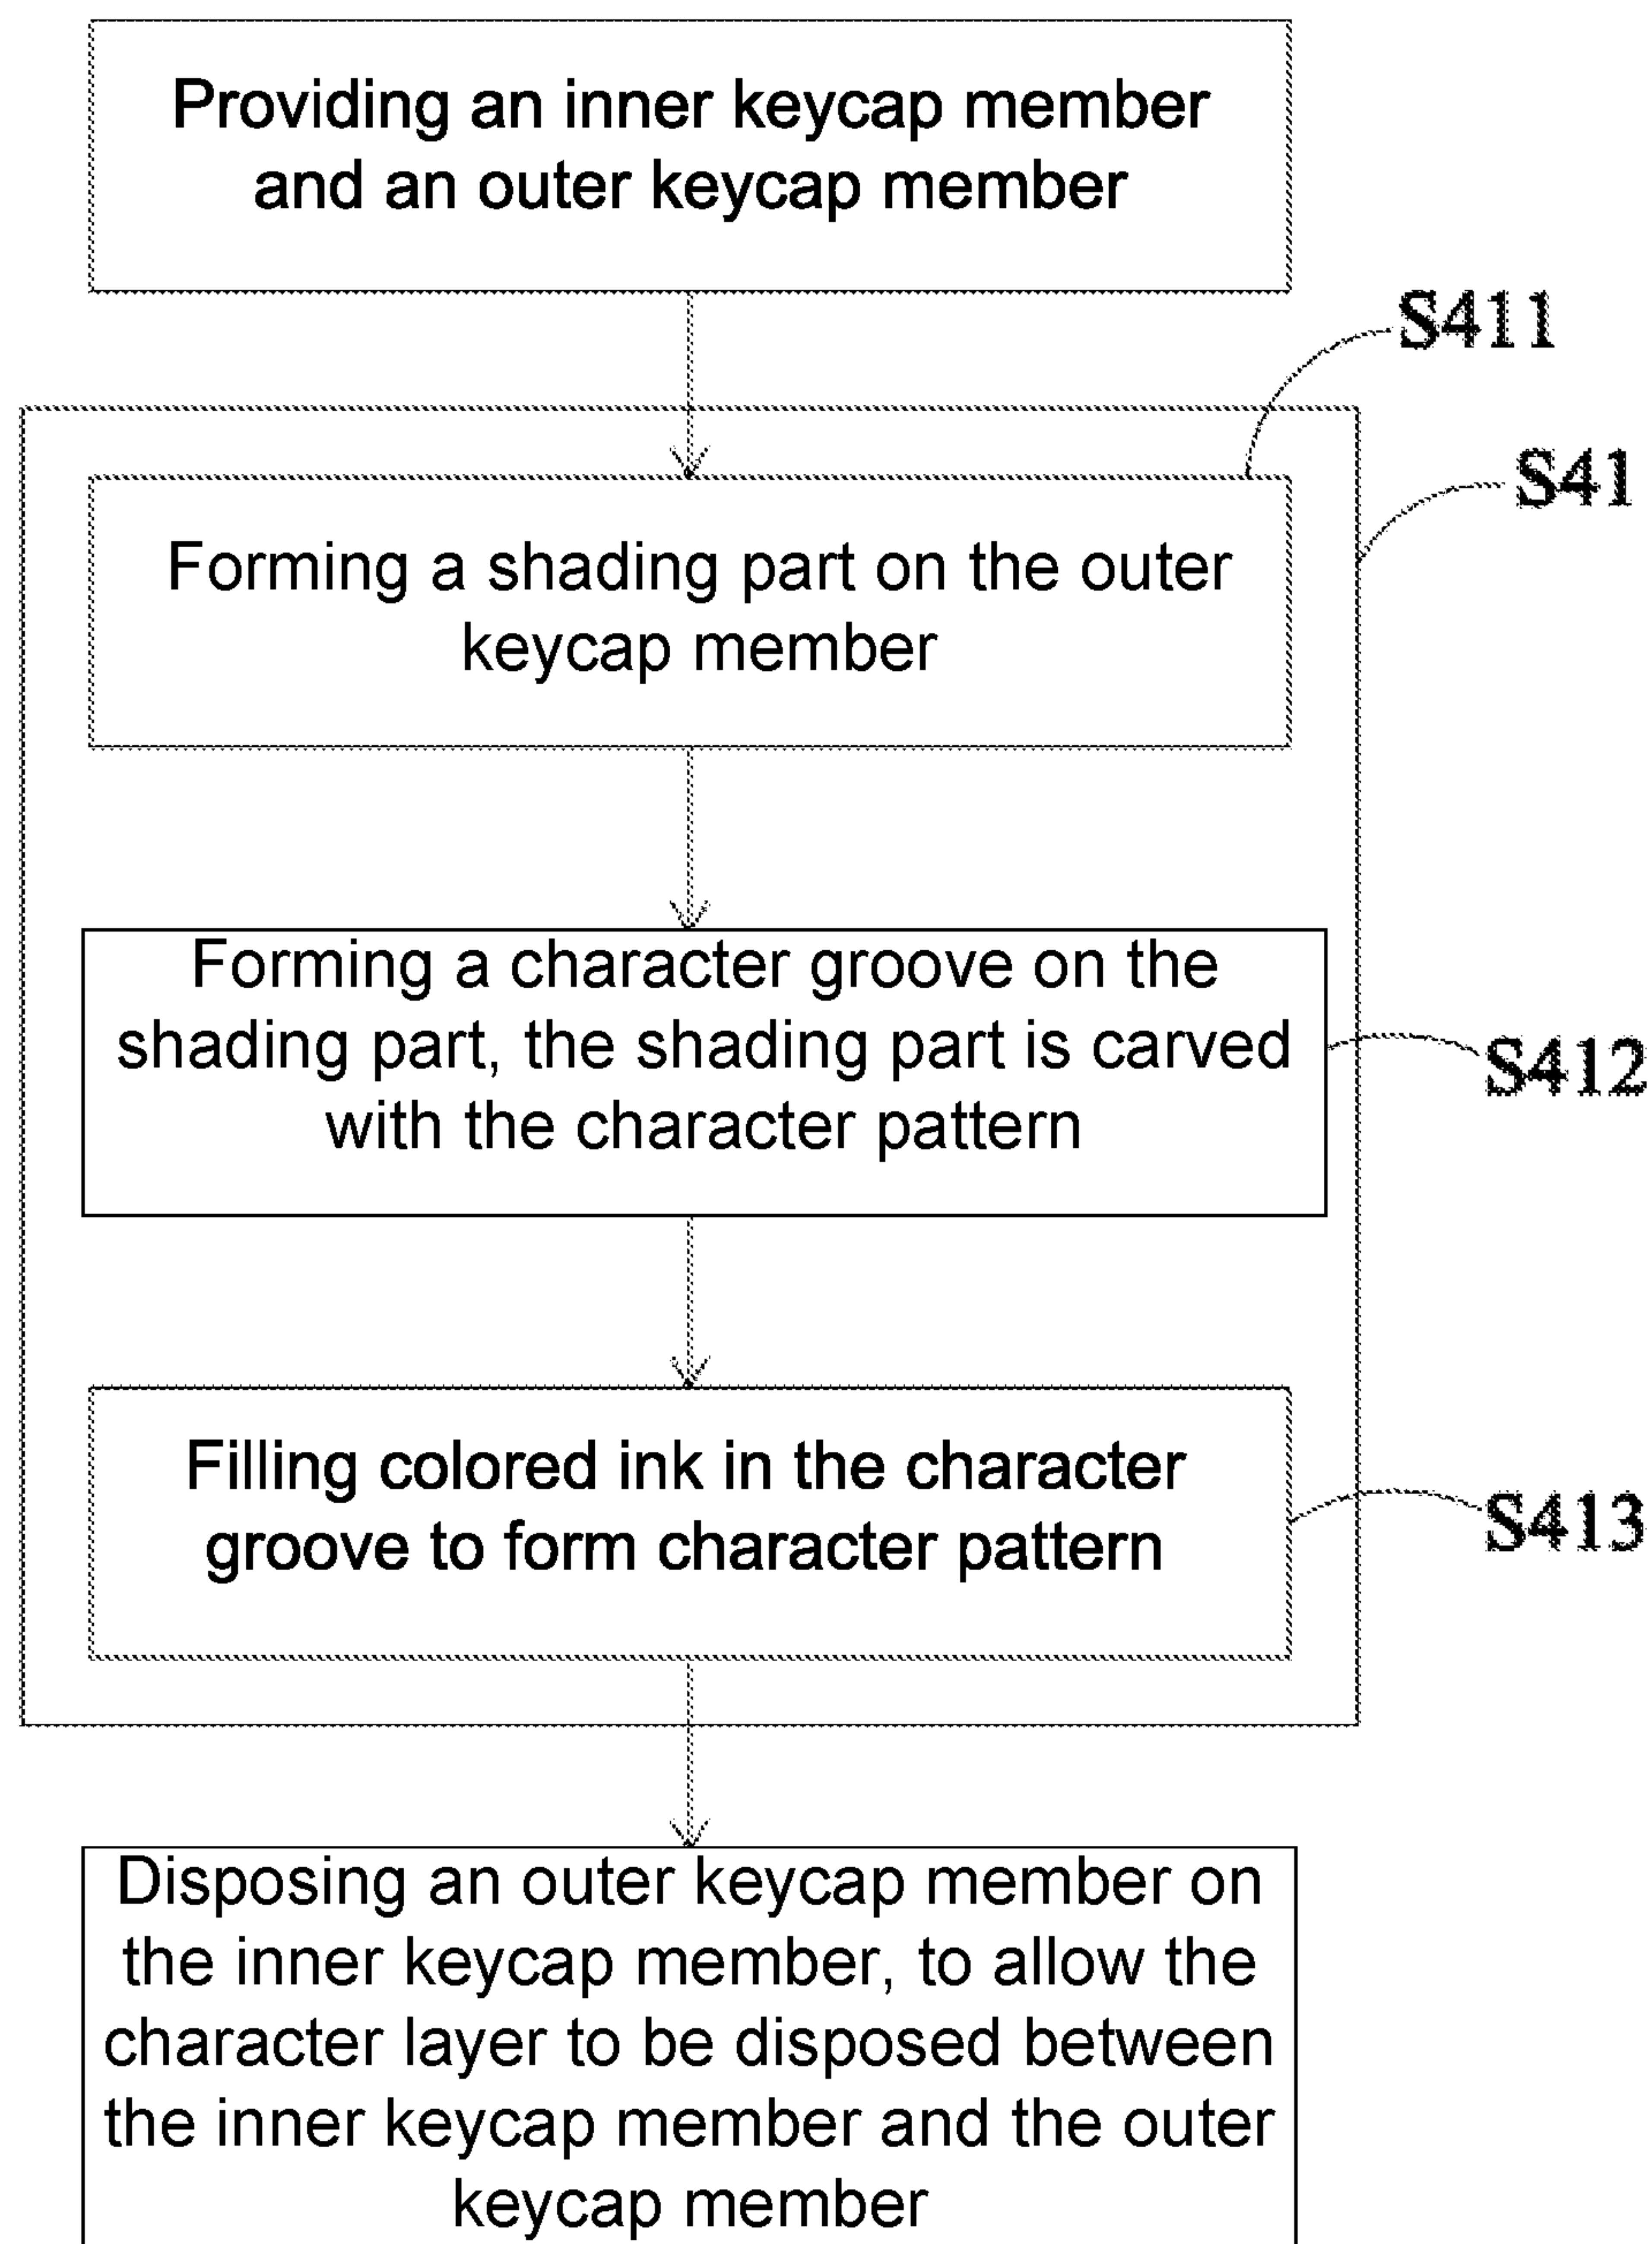 Providing an inner keycap member
and an outer keycap member
S411
S41
Forming a shading part on the outer
keycap member
Forming a character groove on the
shading part, the shading part is carved
with the character pattern
S412
Filling colored ink in the character
groove to form character pattern
S413
Disposing an outer keycap member on
the inner keycap member, to allow the
character layer to be disposed between
the inner keycap member and the outer
keycap member